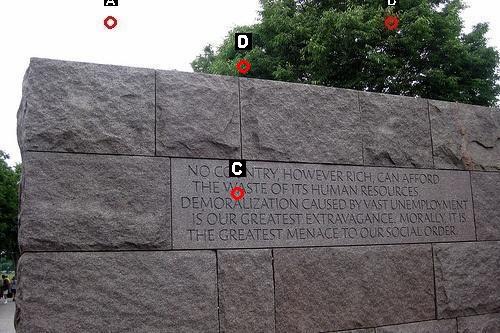 NO COUNTRY, HOWEVER RICH, CAN AFFORD
THE WASTE OF ITS HUMAN RESOURCES.
DEMORALIZATION CAUSED BY VAST UNEMPLOYMENT
IS OUR GREATEST EXTRAVAGANCE. MORALLY, IT IS
THE GREATEST MENACE TO OUR SOCIAL ORDER.